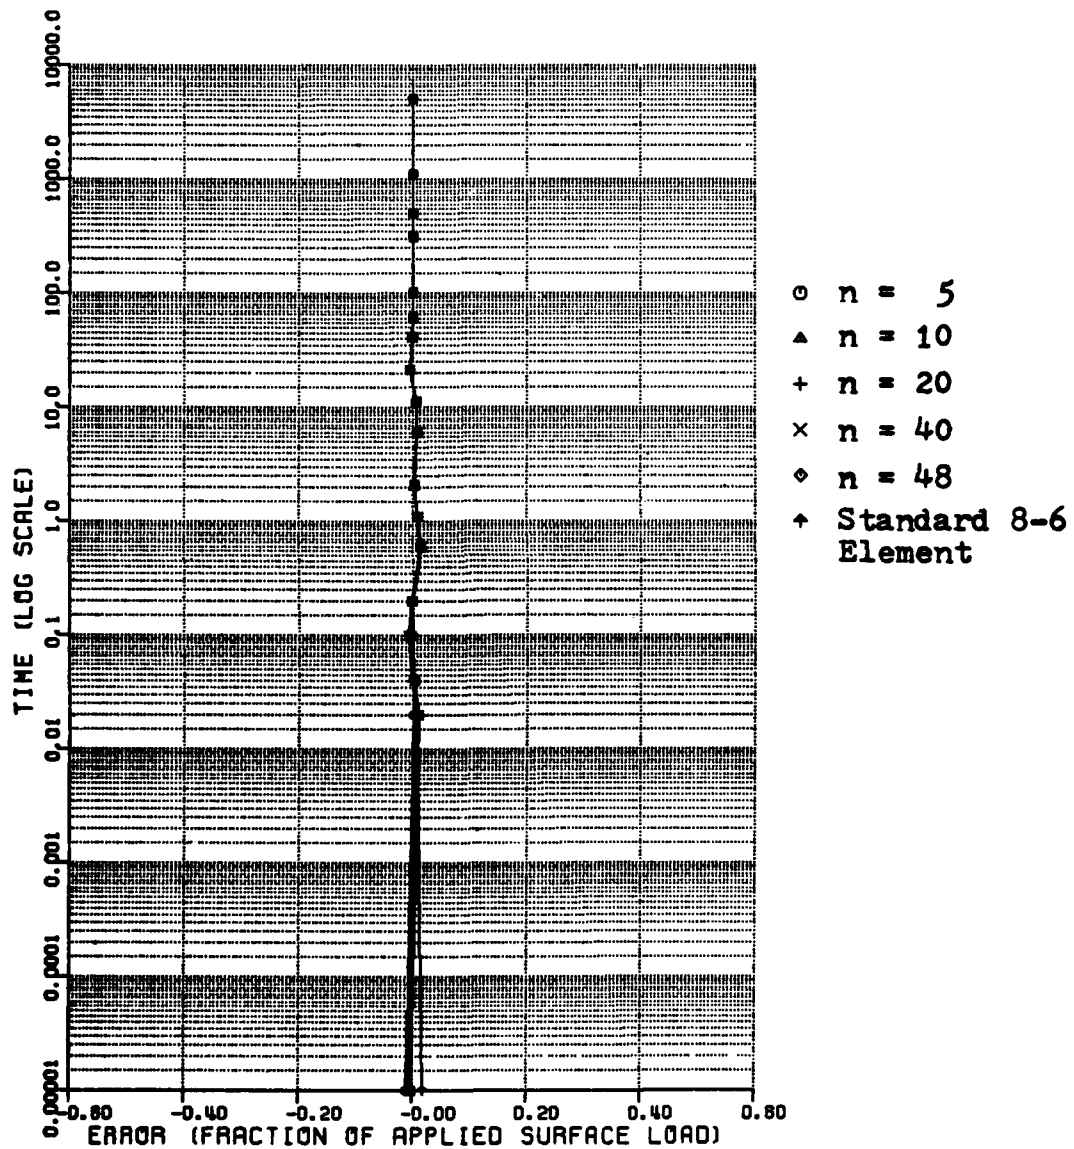 10000.0
1000.0
100.0
10.0
1.0
0.1
0.01
0.001
0.0001
0.00001
TIME (LOG SCALE)
-0.60 -0.40 -0.20 -0.00 0.20 0.40 0.60
ERROR (FRACTION OF APPLIED SURFACE LOAD)
n = 5
n = 10
n = 20
n = 40
n = 48
Standard 8-6
Element